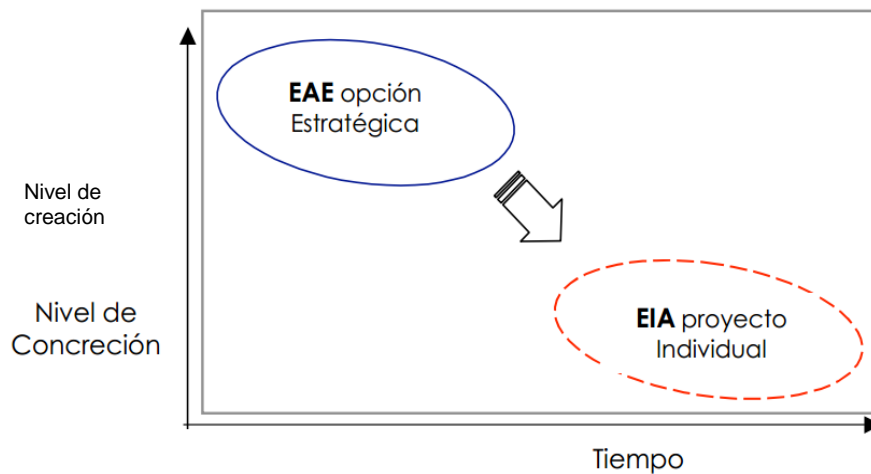 EAE opción
Estratégica
Nivel de
creación
Nivel de
Concreción
EIA proyecto
Individual
Tiempo